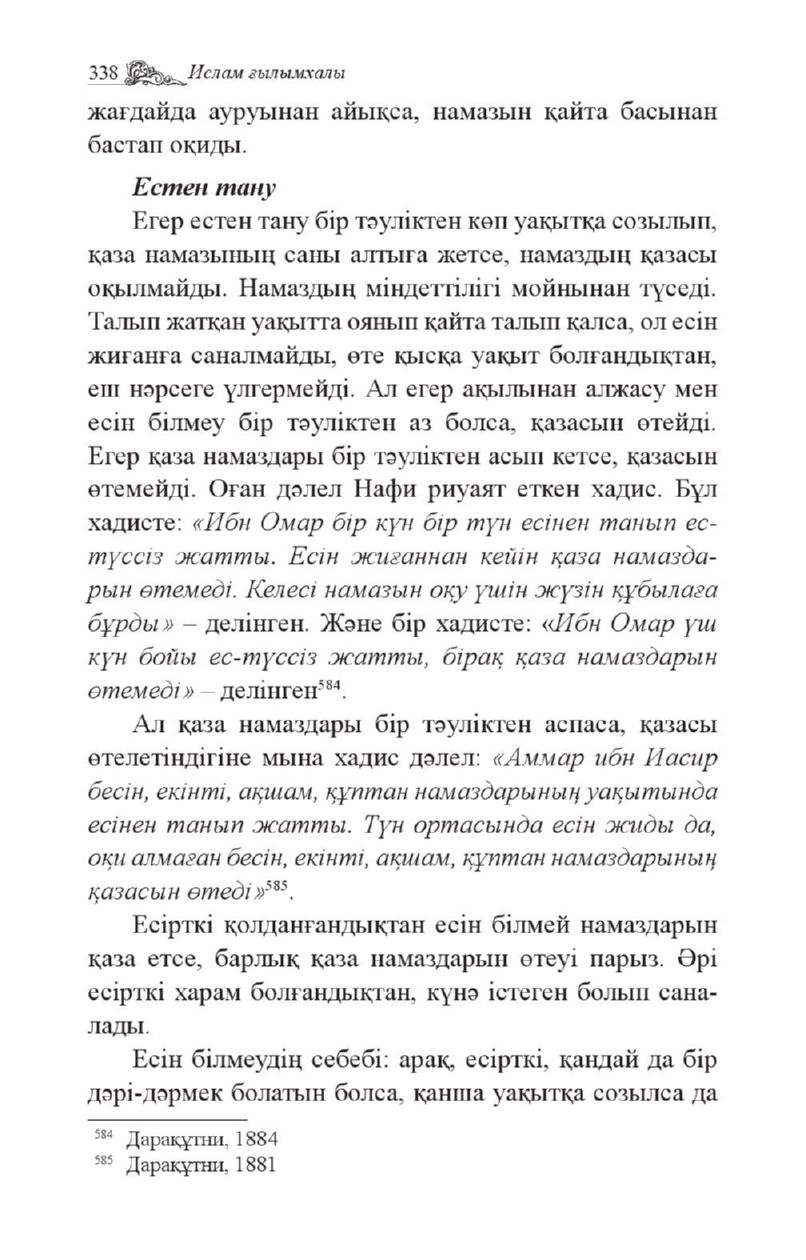 338 Ислам ғылымхалы
жағдайда ауруынан айықса, намазын қайта басынан
бастап оқиды.
Естен тану
Егер естен тану бір тәуліктен көп уақытқа созылып,
қаза намазының саны алтыға жетсе, намаздың қазасы
оқылмайды. Намаздың міндеттілігі мойнынан түседі.
Талып жатқан уақытта оянып қайта талып қалса, ол есін
жиғанға саналмайды, өте қысқа уақыт болғандықтан,
еш нәрсеге үлгермейді. Ал егер ақылынан алжасу мен
есін білмеу бір тәуліктен аз болса, қазасын өтейді.
Егер қаза намаздары бір тәуліктен асып кетсе, қазасын
өтемейді. Оған дәлел Нафи риуаят еткен хадис. Бұл
хадисте: «Ибн Омар бір күн бір түн есінен танып ес-
түссіз жатты. Есін жиғаннан кейін қаза намазда-
рын өтемеді. Келесі намазын оқу үшін жүзін құбылаға
бұрды» – делінген. Және бір хадисте: «Ибн Омар үш
күн бойы ес-түссіз жатты, бірақ қаза намаздарын
өтемеді» – делінген584.
Ал қаза намаздары бір тәуліктен аспаса, қазасы
өтелетіндігіне мына хадис дәлел: «Аммар ибн Иасир
бесін, екінті, ақшам, құптан намаздарының уақытында
есінен танып жатты. Түн ортасында есін жиды да,
оқи алмаған бесін, екінті, ақшам, құптан намаздарының
қазасын өтеді»585.
Есірткі қолданғандықтан есін білмей намаздарын
қаза етсе, барлық қаза намаздарын өтеуі парыз. Әрі
есірткі харам болғандықтан, күнә істеген болып сана-
лады.
Есін білмеудің себебі: арақ, есірткі, қандай да бір
дәрі-дәрмек болатын болса, қанша уақытқа созылса да
584 Дарақұтни, 1884
585 Дарақұтни, 1881